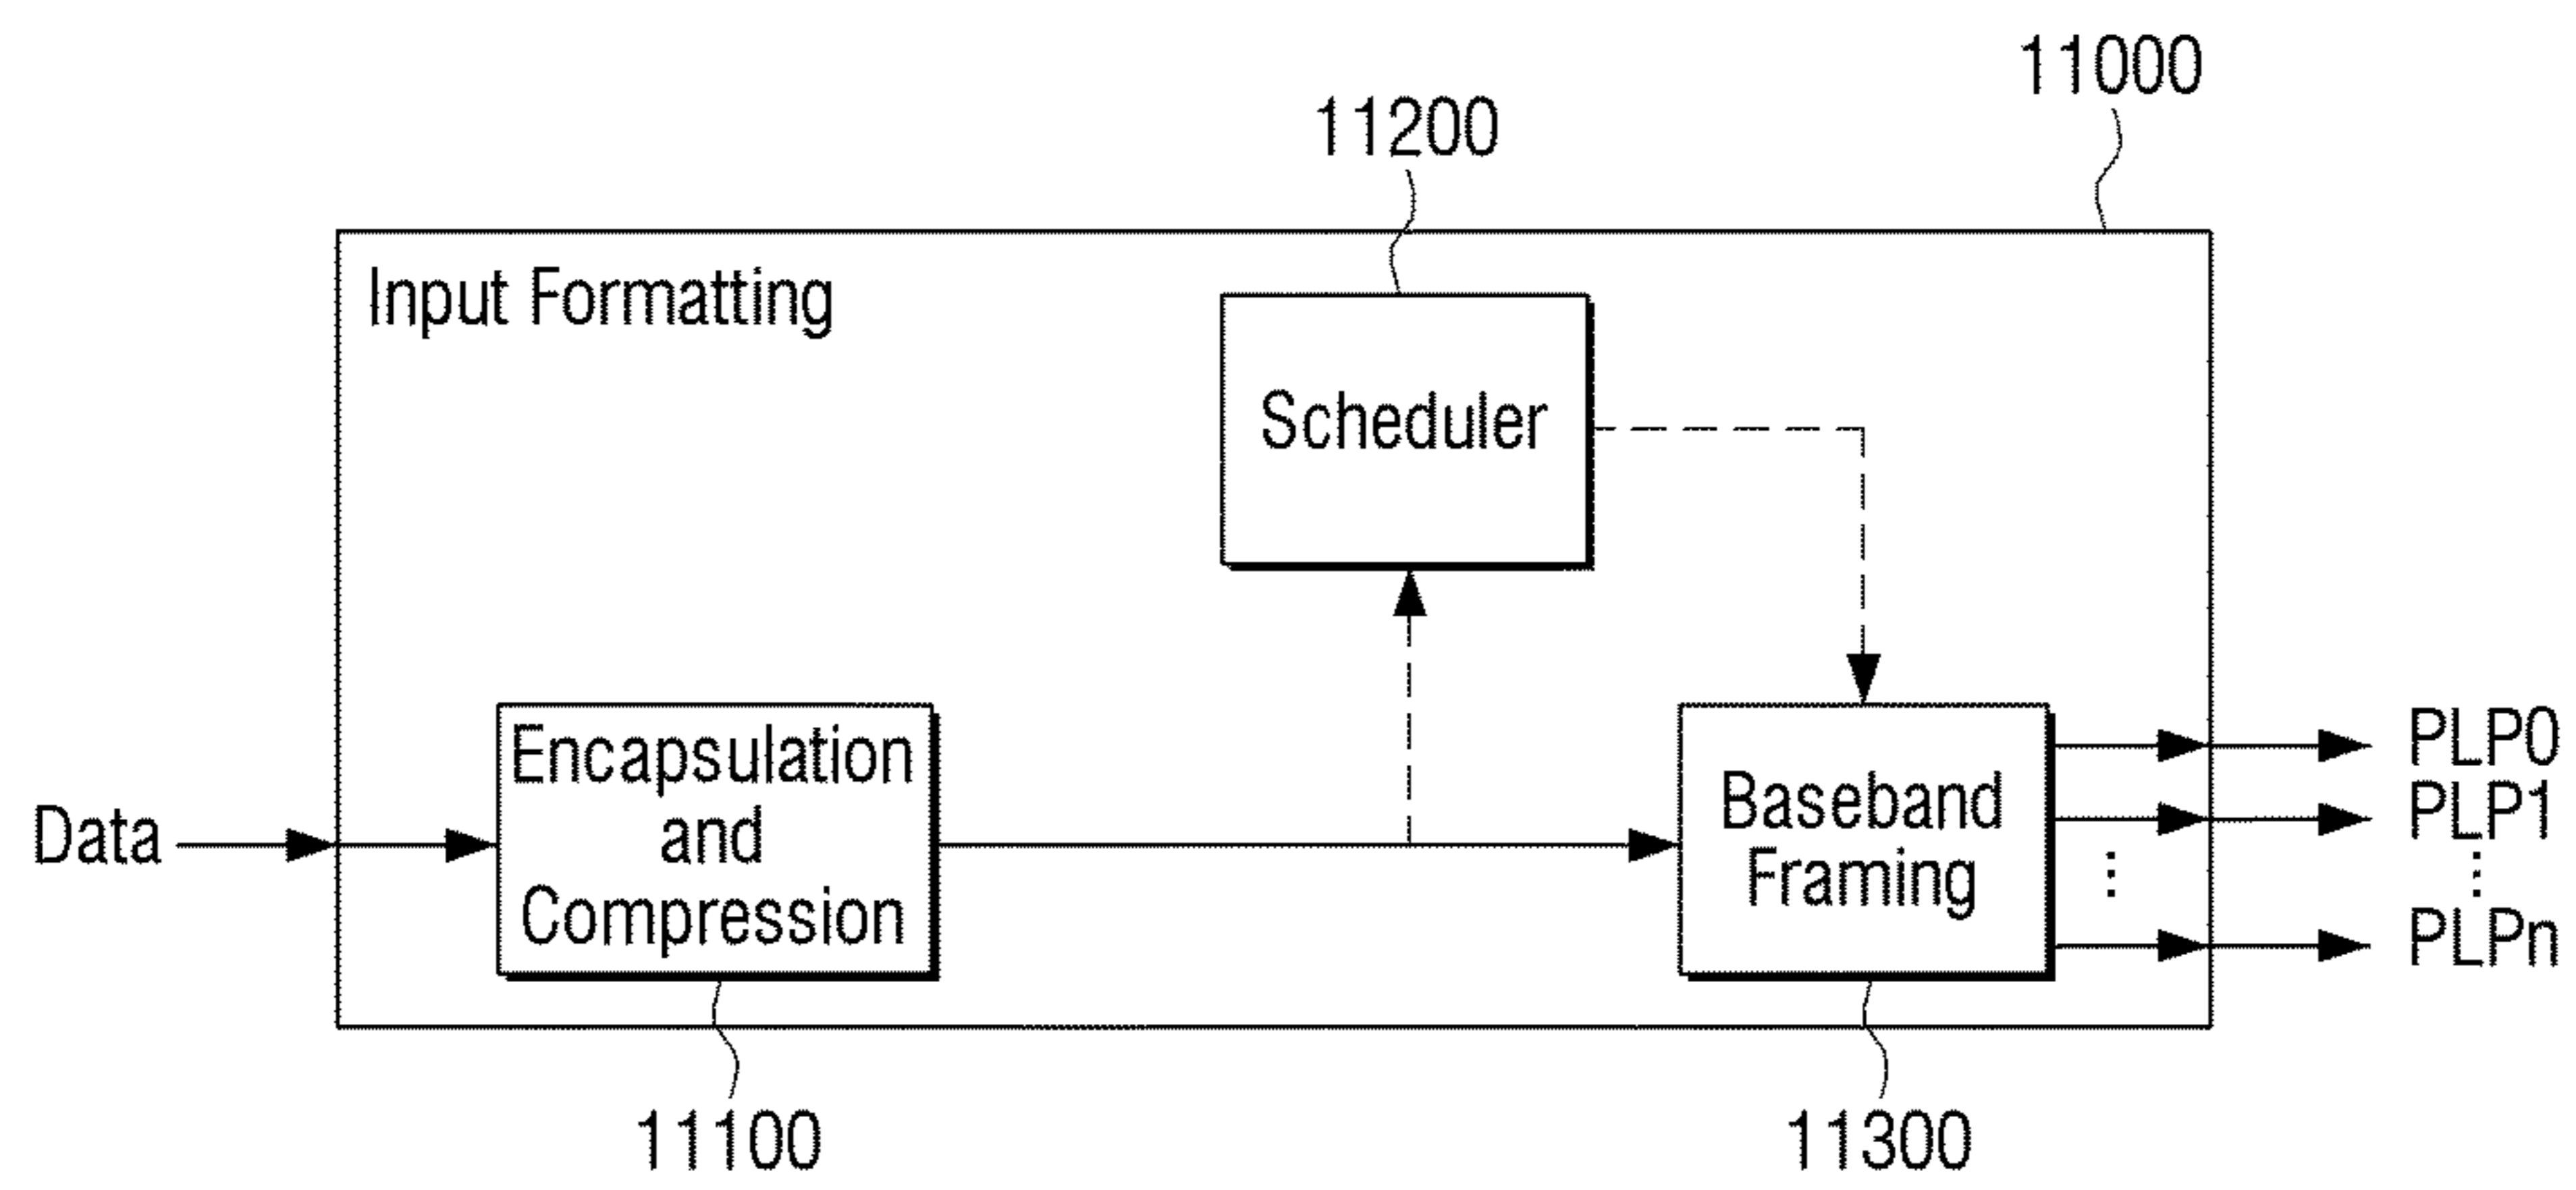 11000
11200
Input Formatting
Scheduler
Encapsulation
and
Compression
Data
Baseband
Framing
PLP0
PLP1
⋮
⋮
PLPn
11100
11300